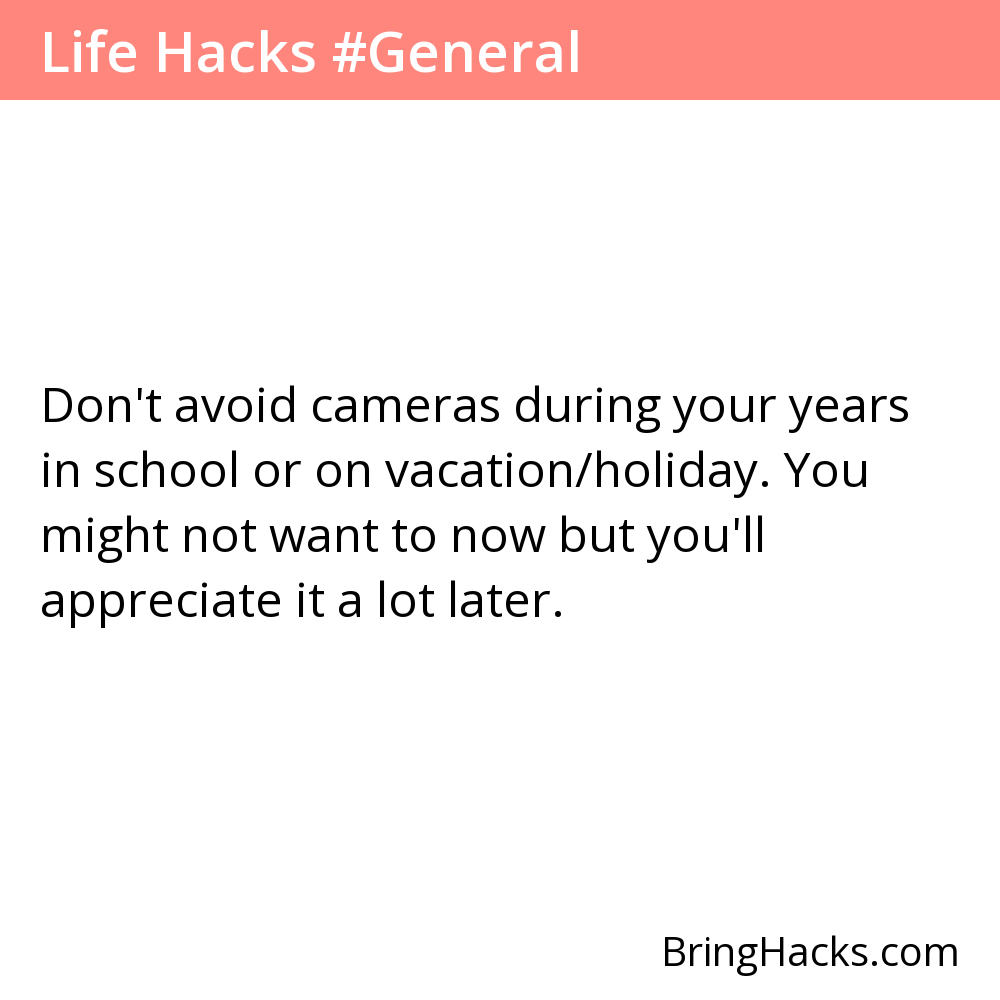 Life Hacks #General
Don't avoid cameras during your years
in school or on vacation/holiday. You
might not want to now but you'll
appreciate it a lot later.
BringHacks.com